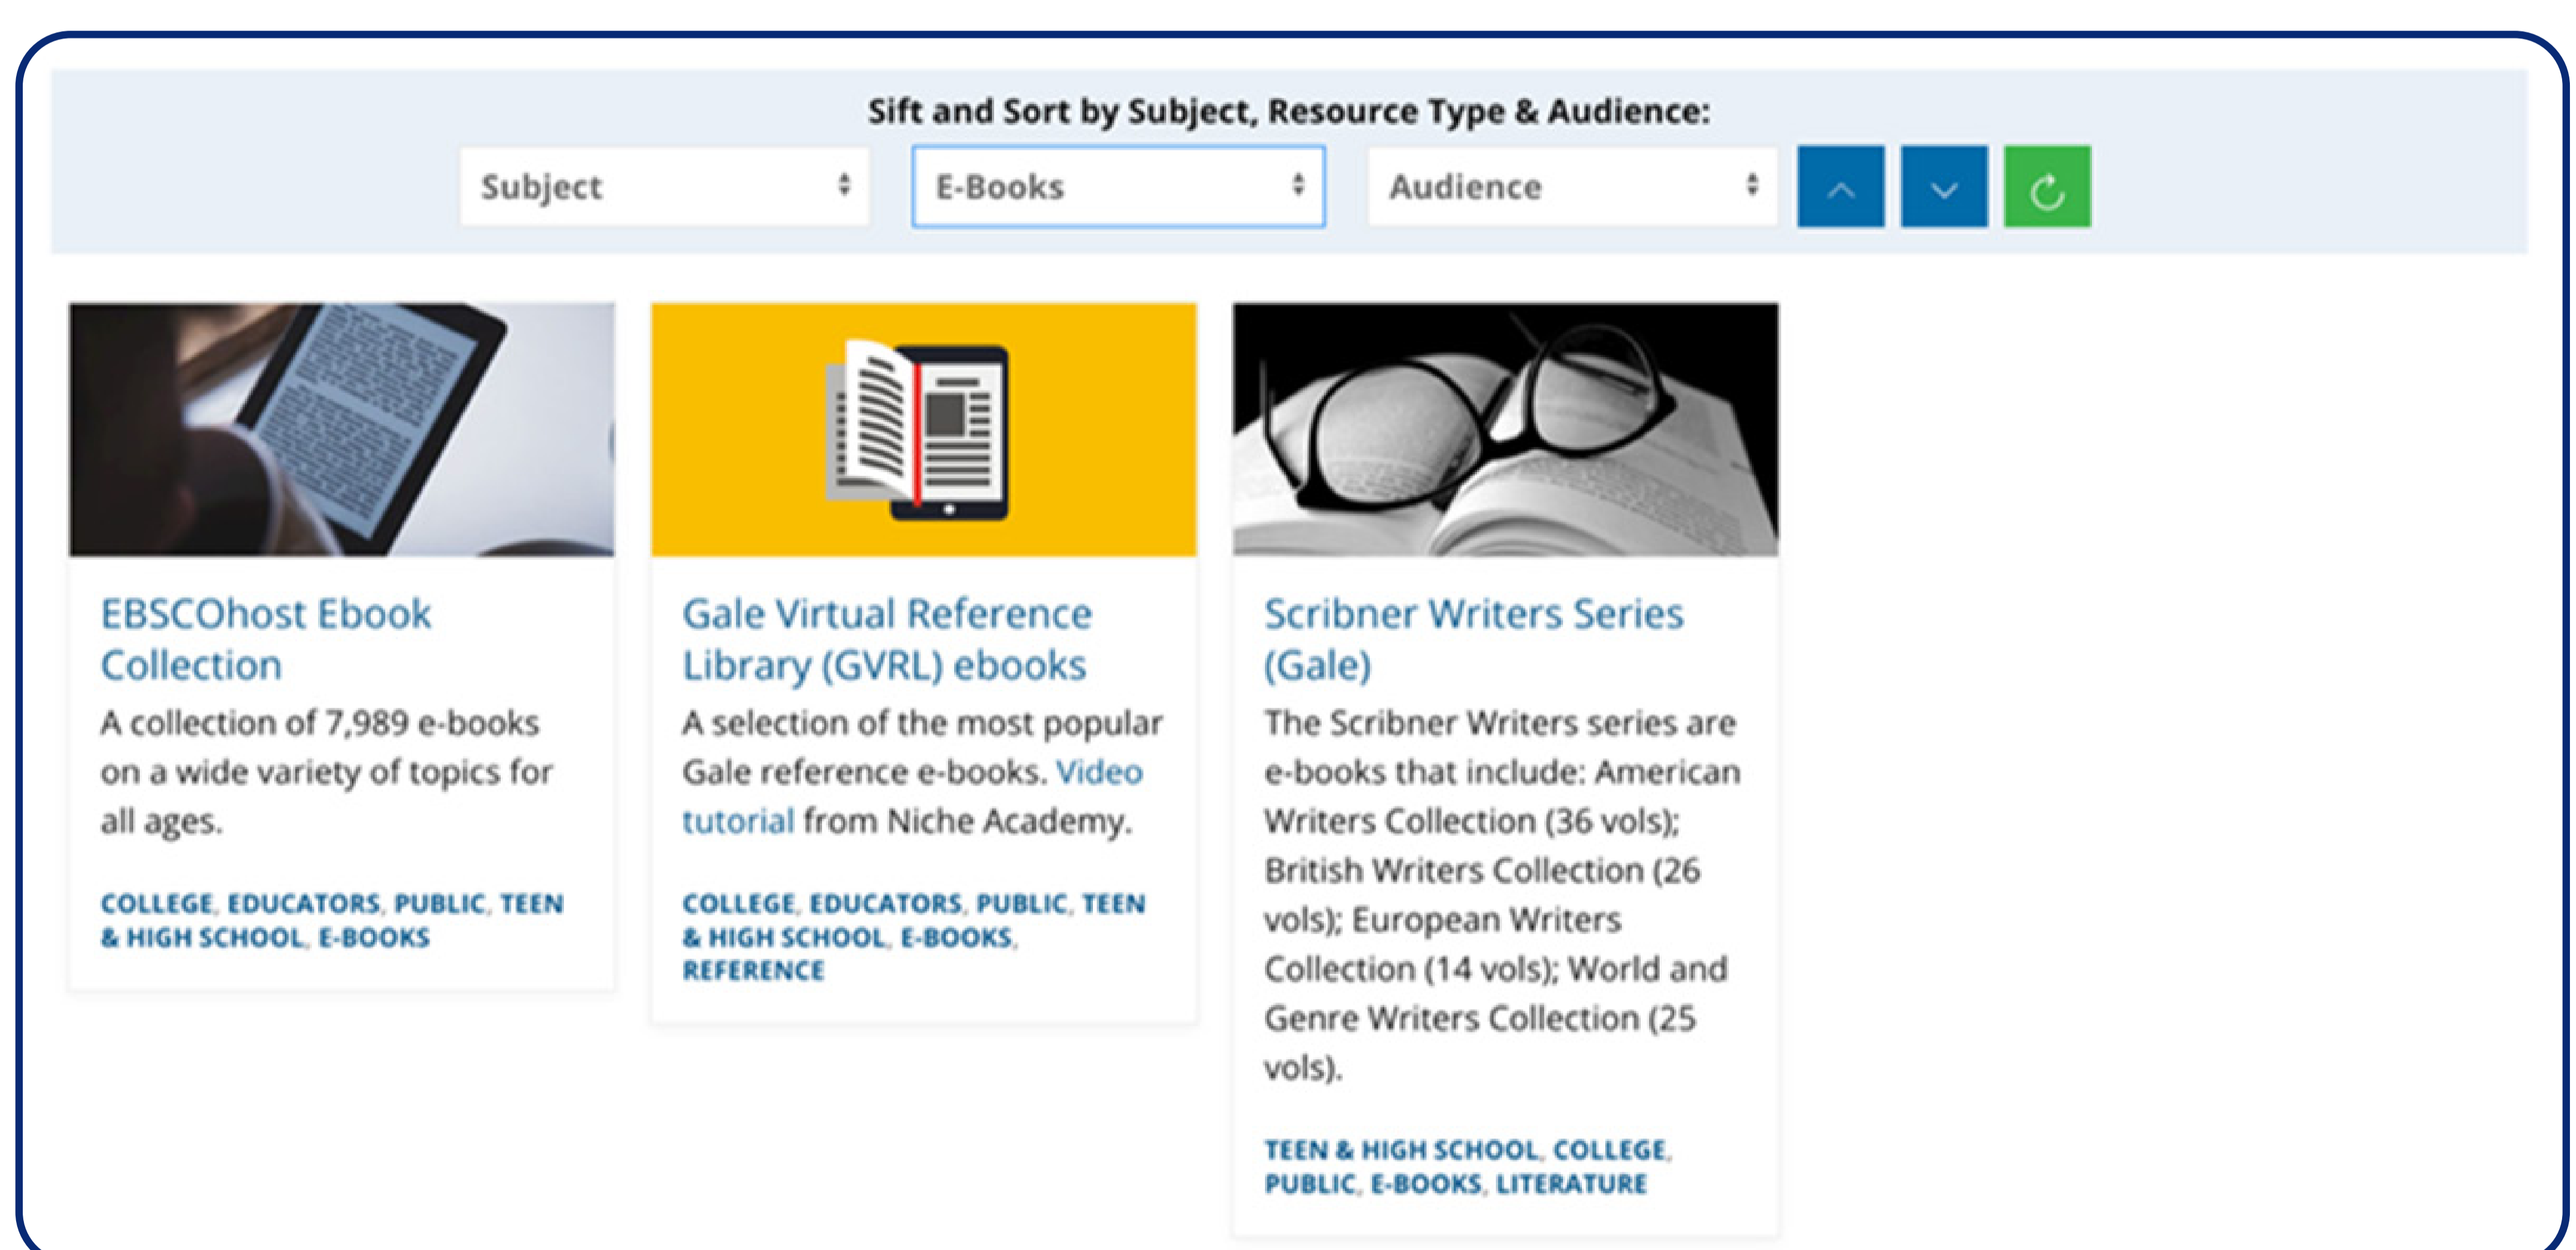 Sift and Sort by Subject, Resource Type & Audience:
Subject
E-Books
Audience
EBSCOhost Ebook
Collection
A collection of 7,989 e-books
on a wide variety of topics for
all ages.
COLLEGE, EDUCATORS, PUBLIC, TEEN
& HIGH SCHOOL, E-BOOKS
Gale Virtual Reference
Library (GVRL) ebooks
A selection of the most popular
Gale reference e-books. Video
tutorial from Niche Academy.
COLLEGE, EDUCATORS, PUBLIC, TEEN
& HIGH SCHOOL, E-BOOKS,
REFERENCE
Scribner Writers Series
(Gale)
The Scribner Writers series are
e-books that include: American
Writers Collection (36 vols);
British Writers Collection (26
vols); European Writers
Collection (14 vols); World and
Genre Writers Collection (25
vols).
TEEN & HIGH SCHOOL, COLLEGE,
PUBLIC, E-BOOKS, LITERATURE